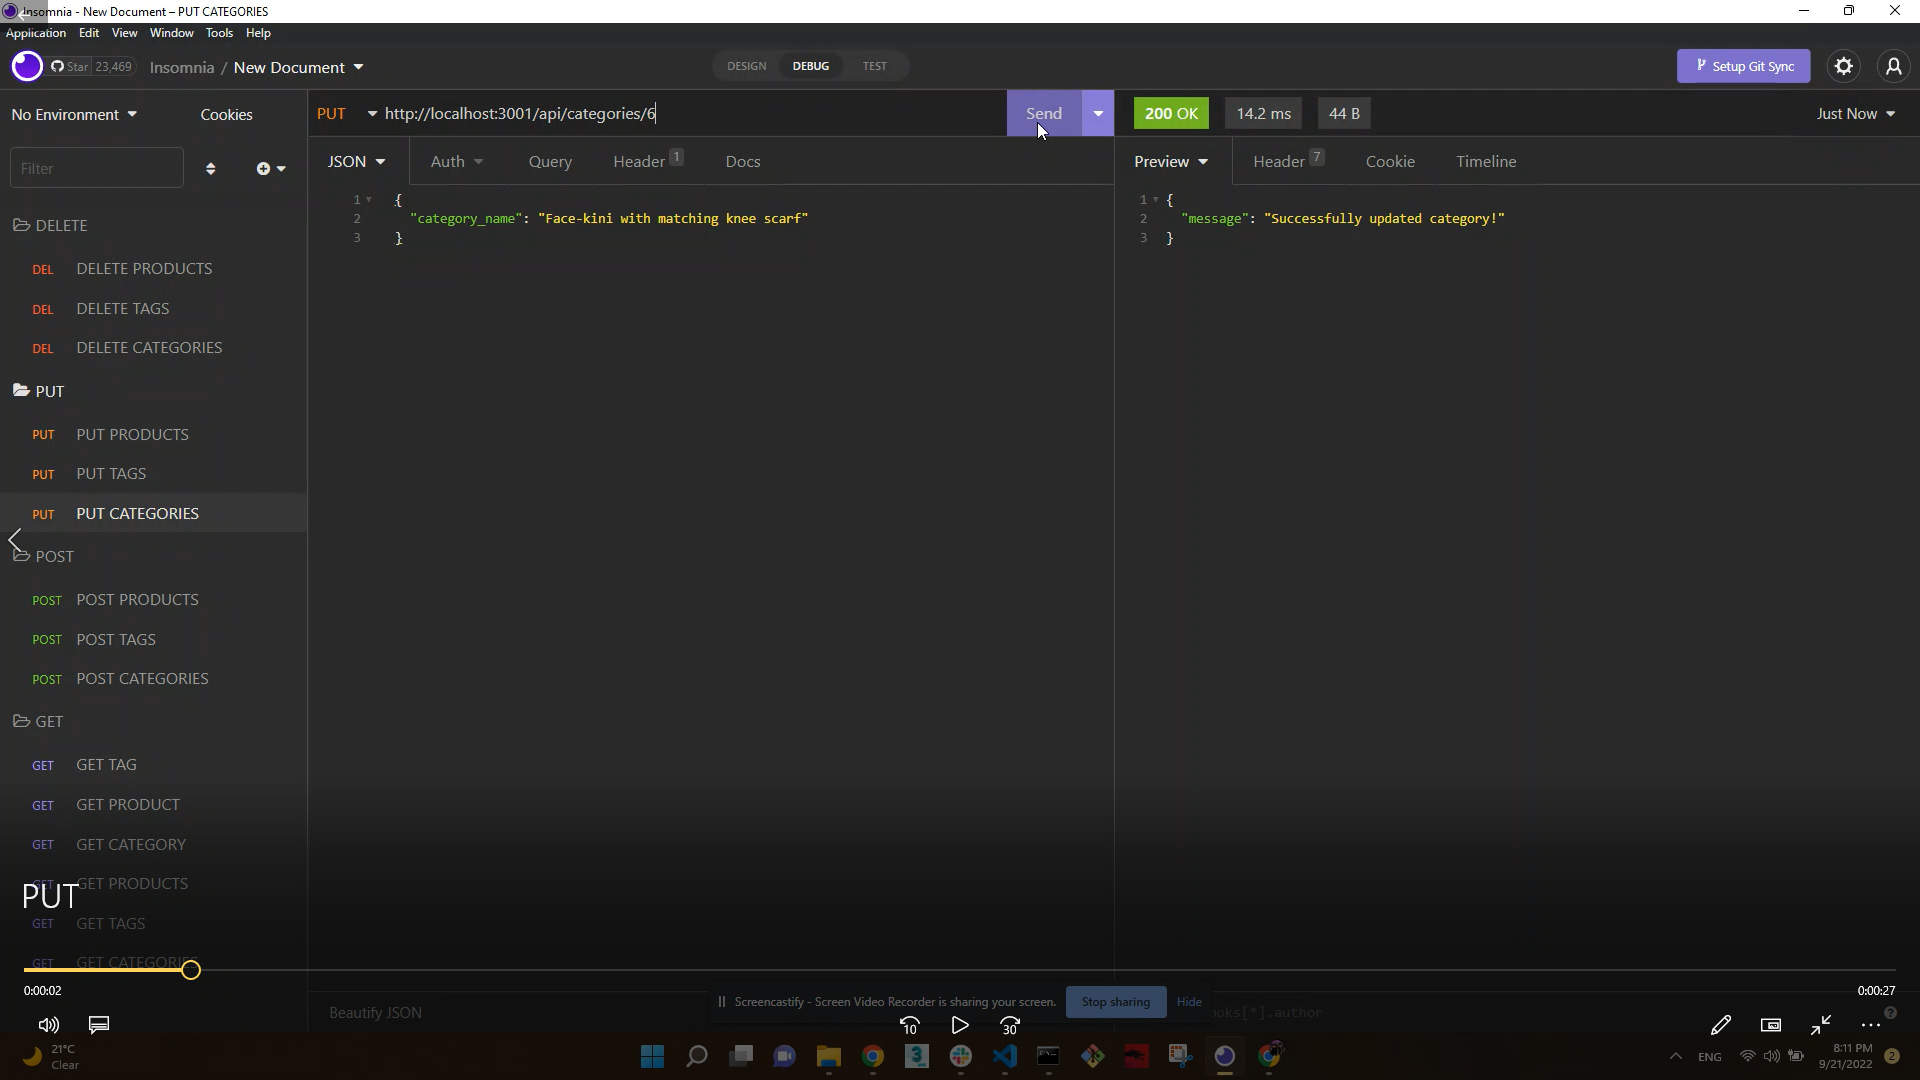 Insomnia - New Document – PUT CATEGORIES
Application Edit View Window Tools Help
Star 23,469 Insomnia / New Document
DESIGN DEBUG TEST
Setup Git Sync
No Environment
Cookies
PUT http://localhost:3001/api/categories/6
Send
200 OK 14.2 ms 44 B
Just Now
Filter
JSON Auth Query Header 1 Docs
Preview Header 7 Cookie Timeline
1 {
2 "category_name": "Face-kini with matching knee scarf"
3 }
1 {
2 "message": "Successfully updated category!"
3 }
DELETE
DEL DELETE PRODUCTS
DEL DELETE TAGS
DEL DELETE CATEGORIES
PUT
PUT PUT PRODUCTS
PUT PUT TAGS
PUT PUT CATEGORIES
POST
POST POST PRODUCTS
POST POST TAGS
POST POST CATEGORIES
GET
GET GET TAG
GET GET PRODUCT
GET GET CATEGORY
GET GET PRODUCTS
PUT
GET GET TAGS
GET GET CATEGORIES
0:00:02
0:00:27
Beautify JSON
Screencastify - Screen Video Recorder is sharing your screen.
Stop sharing
Hide
ooks[*].author
10
30
21°C
Clear
3
ENG
8:11 PM
9/21/2022
2